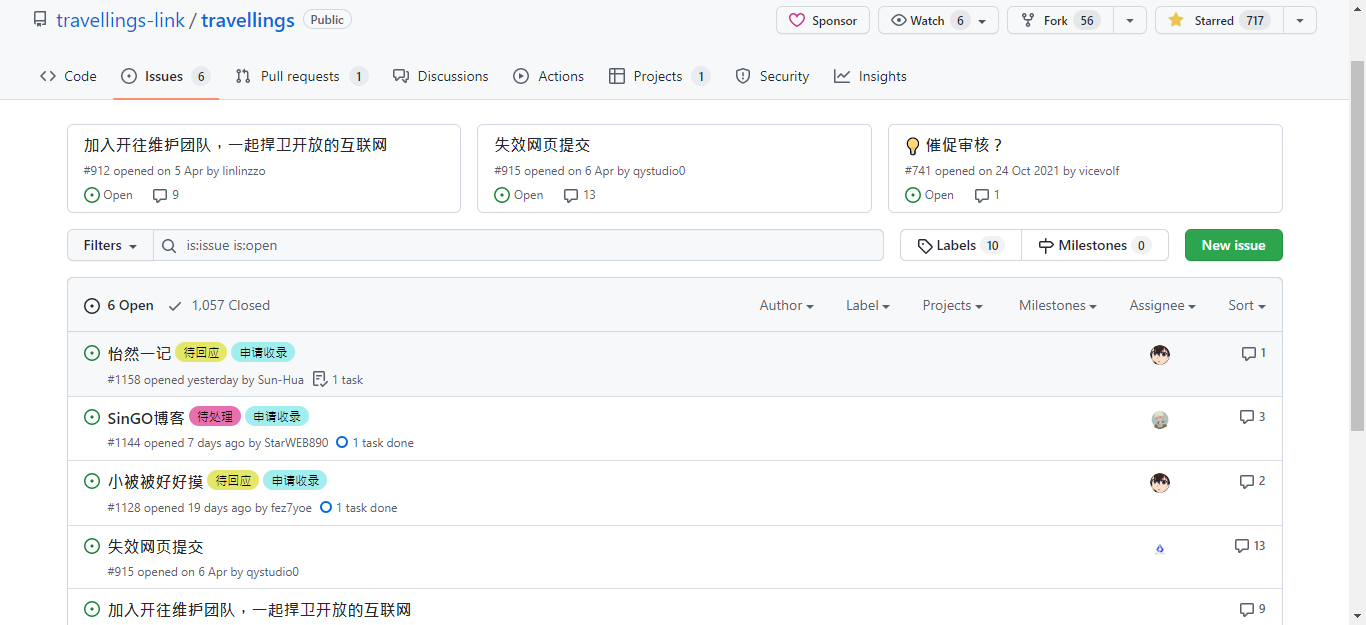 travellings-link / travellings Public Sponsor Watch 6 Fork 56 Starred 717
Code Issues 6 Pull requests 1 Discussions Actions Projects 1 Security Insights
加入开往维护团队，一起捍卫开放的互联网
#912 opened on 5 Apr by linlinzzo
Open 9
失效网页提交
#915 opened on 6 Apr by qystudio0
Open 13
催促审核？
#741 opened on 24 Oct 2021 by vicevolf
Open 1
Filters is:issue is:open Labels 10 Milestones 0 New issue
6 Open 1,057 Closed Author Label Projects Milestones Assignee Sort
怡然一记 待回应 申请收录 1
#1158 opened yesterday by Sun-Hua 1 task
SinGO博客 待处理 申请收录 3
#1144 opened 7 days ago by StarWEB890 1 task done
小被被好好摸 待回应 申请收录 2
#1128 opened 19 days ago by fez7yoe 1 task done
失效网页提交 13
#915 opened on 6 Apr by qystudio0
加入开往维护团队，一起捍卫开放的互联网 9